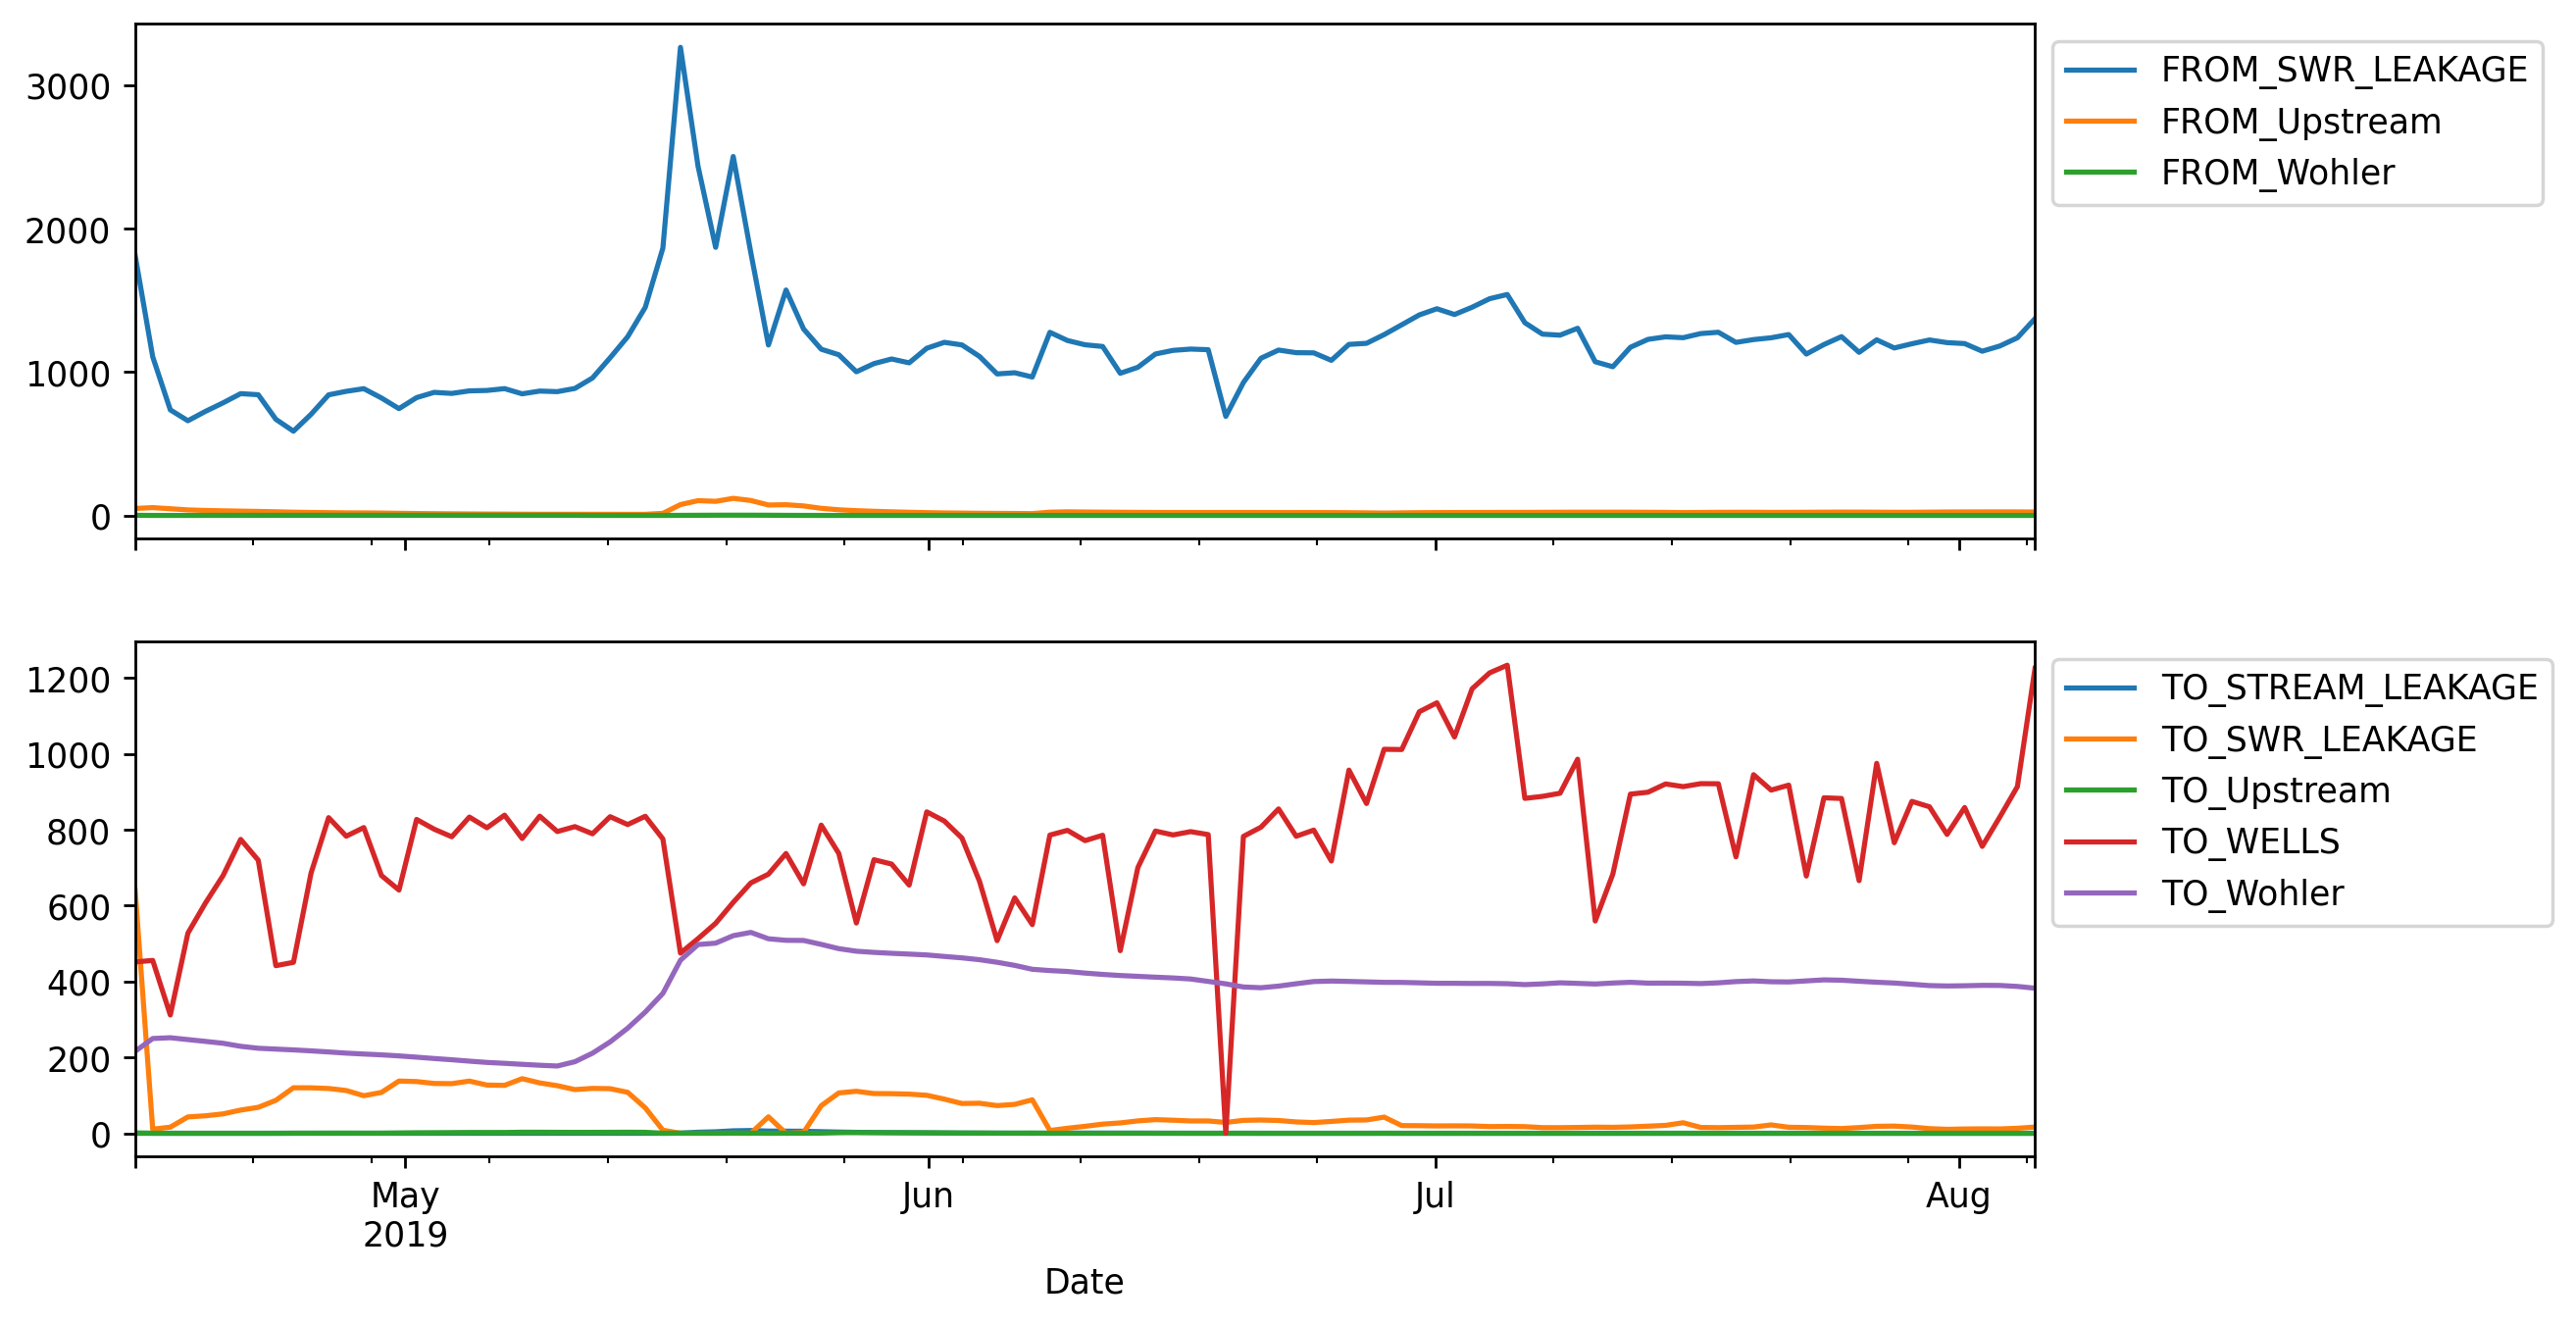 3000
2000
1000
0
FROM_SWR_LEAKAGE
FROM_Upstream
FROM_Wohler
1200
1000
800
600
400
200
0
TO_STREAM_LEAKAGE
TO_SWR_LEAKAGE
TO_Upstream
TO_WELLS
TO_Wohler
May Jun Jul Aug
2019
Date